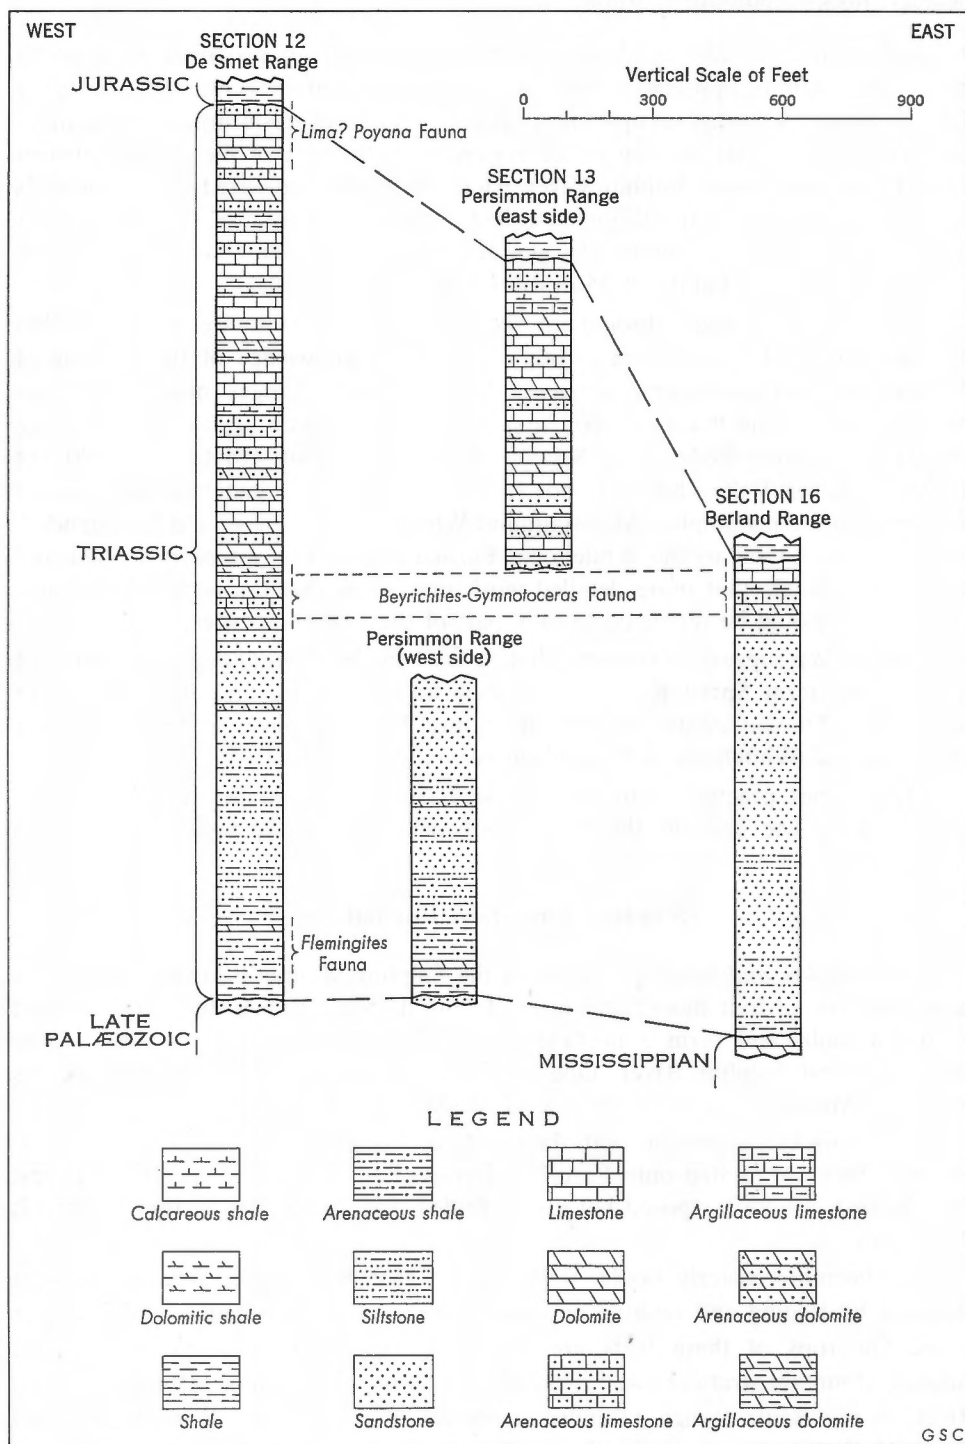 WEST
EAST
SECTION 12
De Smet Range
JURASSIC
Lima? Poyana Fauna
Vertical Scale of Feet
0 300 600 900
SECTION 13
Persimmon Range
(east side)
SECTION 16
Berland Range
TRIASSIC
Beyrichites-Gymnotoceras Fauna
Persimmon Range
(west side)
Flemingites
Fauna
LATE
PALÆOZOIC
MISSISSIPPIAN
LEGEND
Calcareous shale
Arenaceous shale
Limestone
Argillaceous limestone
Dolomitic shale
Siltstone
Dolomite
Arenaceous dolomite
Shale
Sandstone
Arenaceous limestone
Argillaceous dolomite
GSC